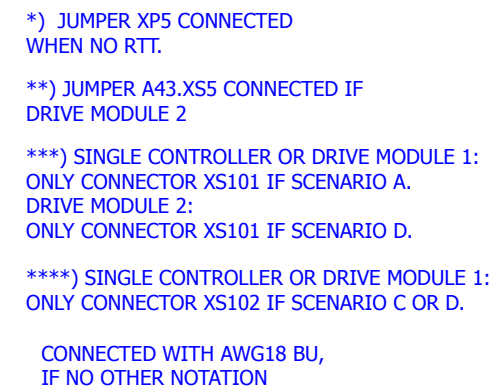 *) JUMPER XP5 CONNECTED
WHEN NO RTT.
**) JUMPER A43.XS5 CONNECTED IF
DRIVE MODULE 2
***) SINGLE CONTROLLER OR DRIVE MODULE 1:
ONLY CONNECTOR XS101 IF SCENARIO A.
DRIVE MODULE 2:
ONLY CONNECTOR XS101 IF SCENARIO D.
****) SINGLE CONTROLLER OR DRIVE MODULE 1:
ONLY CONNECTOR XS102 IF SCENARIO C OR D.
CONNECTED WITH AWG18 BU,
IF NO OTHER NOTATION